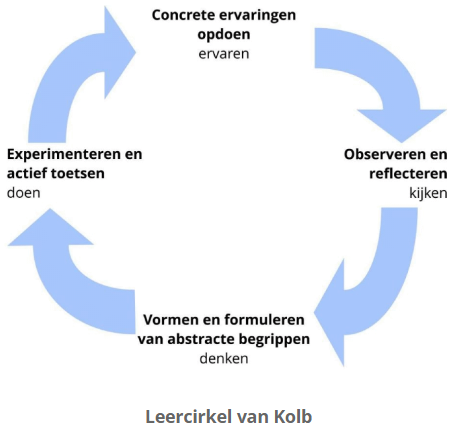 Concrete ervaringen
opdoen
ervaren
Observeren en
reflecteren
kijken
Vormen en formuleren
van abstracte begrippen
denken
Experimenteren en
actief toetsen
doen
Leercirkel van Kolb